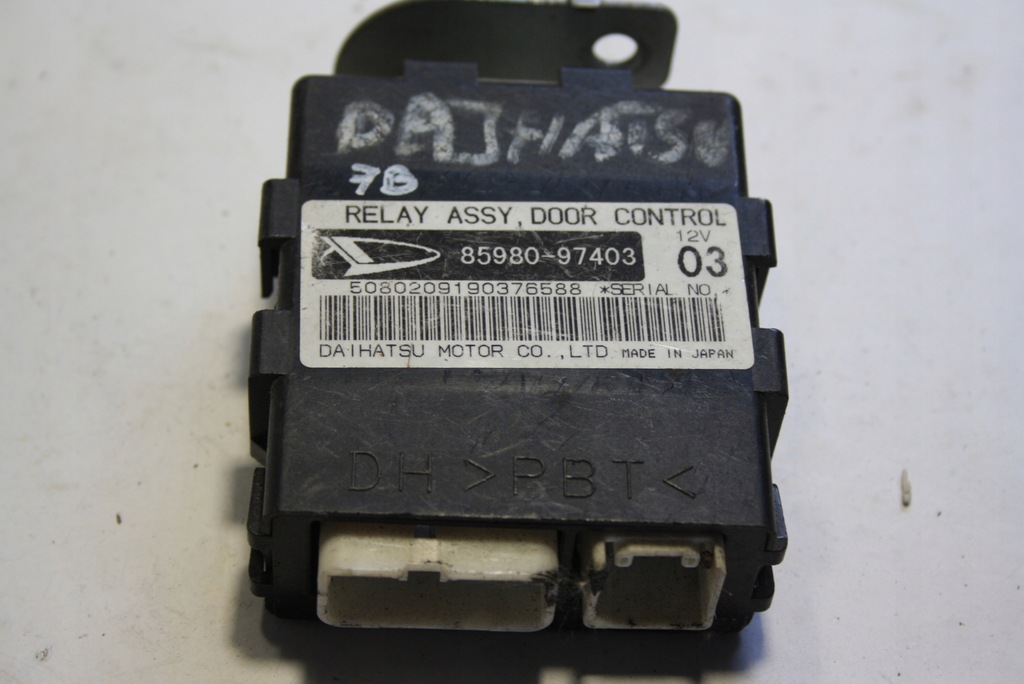 DAIHATSU
7B
RELAY ASSY, DOOR CONTROL
85980-97403
12V
03
5080209190376588 *SERIAL NO.
DAIHATSU MOTOR CO.,LTD. MADE IN JAPAN
DH >PBT<